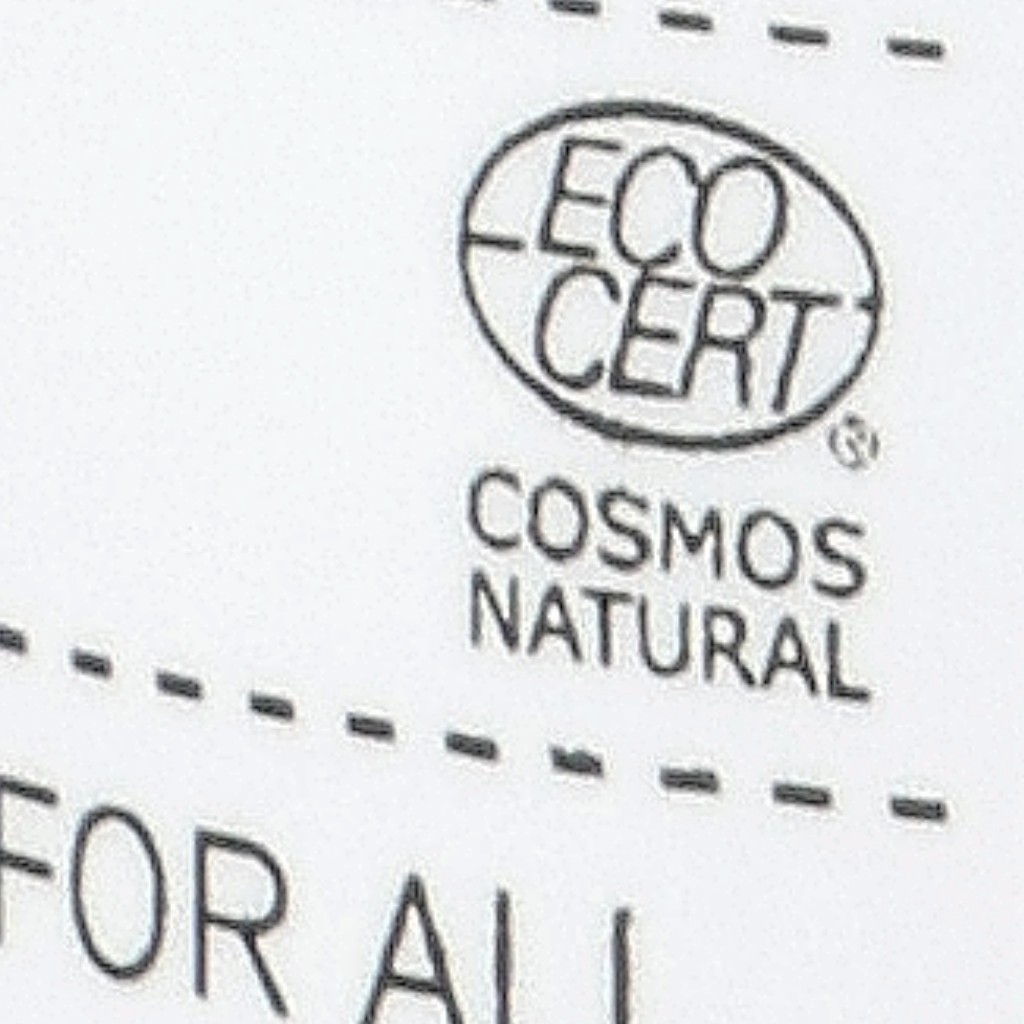 ECO
CERT
®
COSMOS
NATURAL
FOR ALL